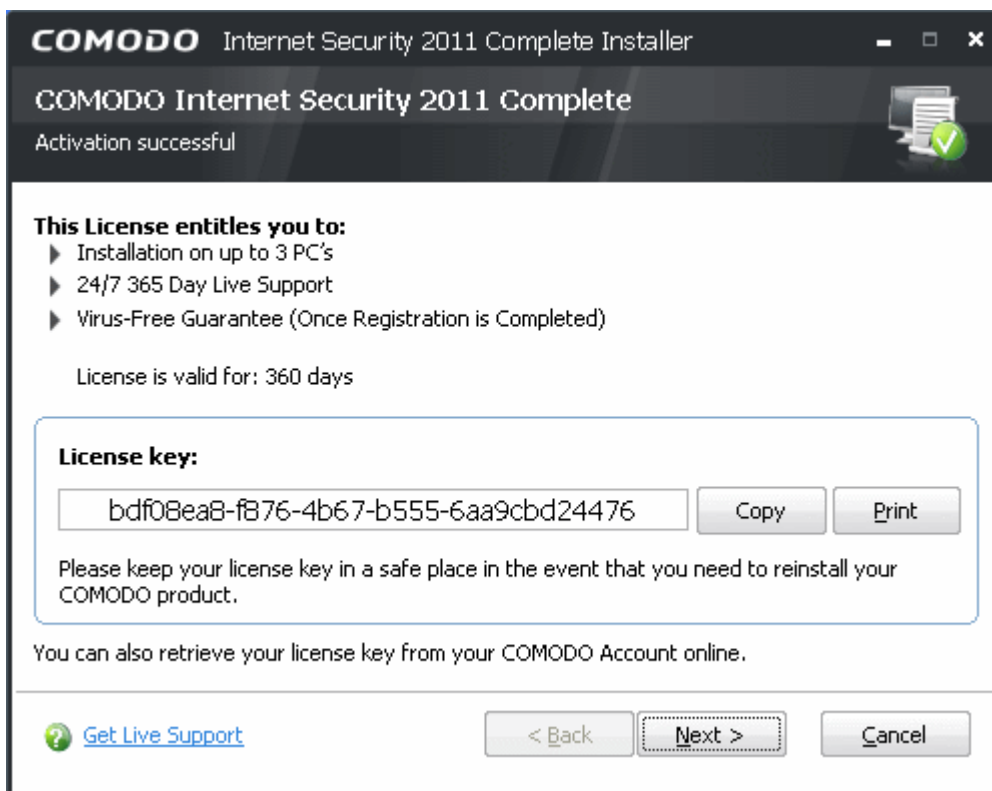 COMODO Internet Security 2011 Complete Installer
COMODO Internet Security 2011 Complete
Activation successful
This License entitles you to:
Installation on up to 3 PC's
24/7 365 Day Live Support
Virus-Free Guarantee (Once Registration is Completed)
License is valid for: 360 days
License key:
bdf08ea8-f876-4b67-b555-6aa9cbd24476
Copy
Print
Please keep your license key in a safe place in the event that you need to reinstall your
COMODO product.
You can also retrieve your license key from your COMODO Account online.
Get Live Support
< Back
Next >
Cancel